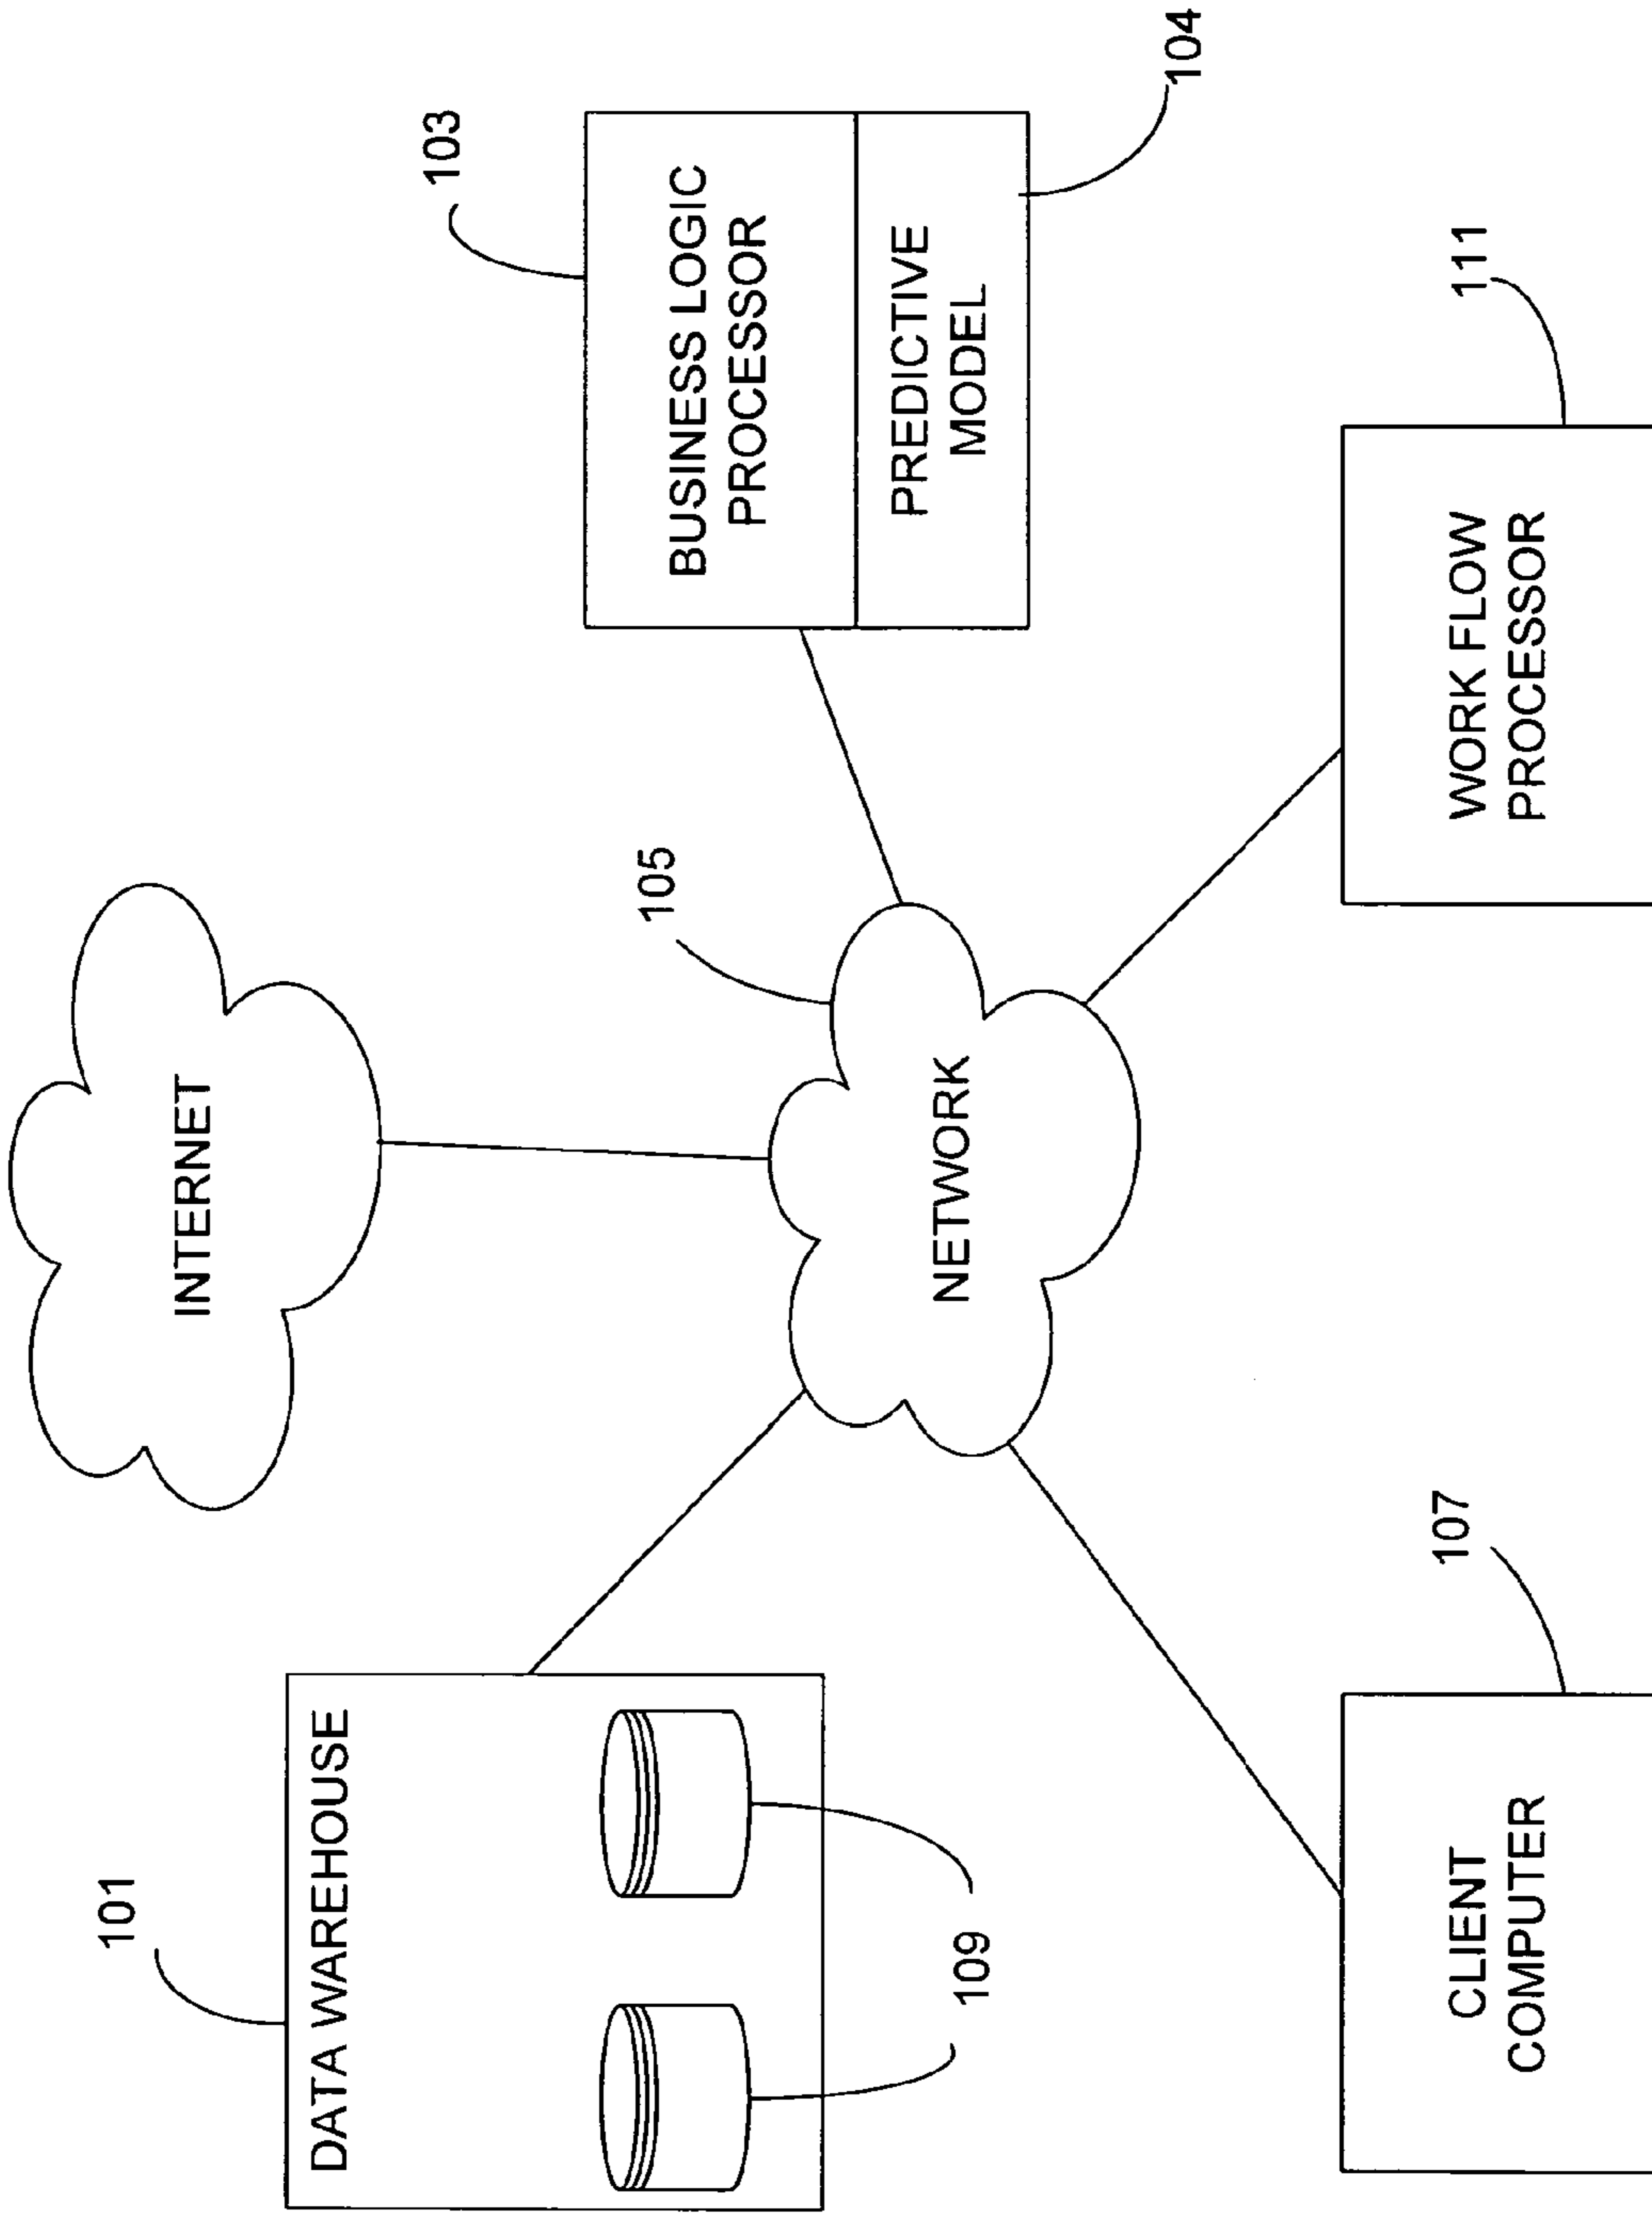 INTERNET
101
DATA WAREHOUSE
109
103
BUSINESS LOGIC
PROCESSOR
PREDICTIVE
MODEL
104
105
NETWORK
107
CLIENT
COMPUTER
111
WORK FLOW
PROCESSOR